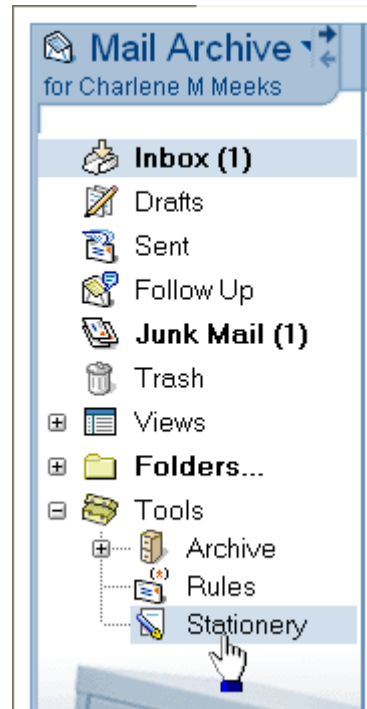 Mail Archive
for Charlene M Meeks
Inbox (1)
Drafts
Sent
Follow Up
Junk Mail (1)
Trash
Views
Folders...
Tools
Archive
Rules
Stationery